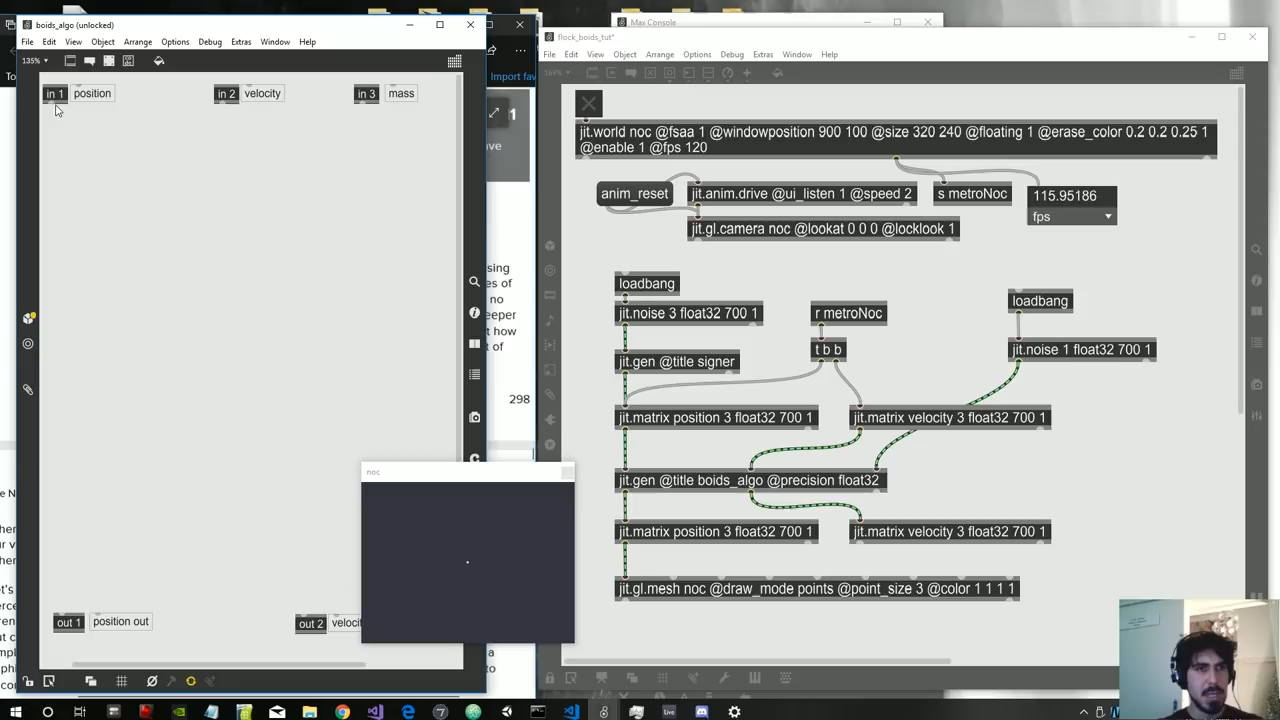 boids_algo (unlocked)
File Edit View Object Arrange Options Debug Extras Window Help
135%
in 1 position
in 2 velocity
in 3 mass
out 1 position out
out 2
noc
Import fav
298
Max Console
flock_boids_tut*
File Edit View Object Arrange Options Debug Extras Window Help
169%
jit.world noc @fsaa 1 @windowposition 900 100 @size 320 240 @floating 1 @erase_color 0.2 0.2 0.25 1
@enable 1 @fps 120
anim_reset
jit.anim.drive @ui_listen 1 @speed 2
s metroNoc
115.95186
fps
jit.gl.camera noc @lookat 0 0 0 @locklook 1
loadbang
jit.noise 3 float32 700 1
r metroNoc
loadbang
jit.gen @title signer
t b b
jit.noise 1 float32 700 1
jit.matrix position 3 float32 700 1
jit.matrix velocity 3 float32 700 1
jit.gen @title boids_algo @precision float32
jit.matrix position 3 float32 700 1
jit.matrix velocity 3 float32 700 1
jit.gl.mesh noc @draw_mode points @point_size 3 @color 1 1 1 1
Live